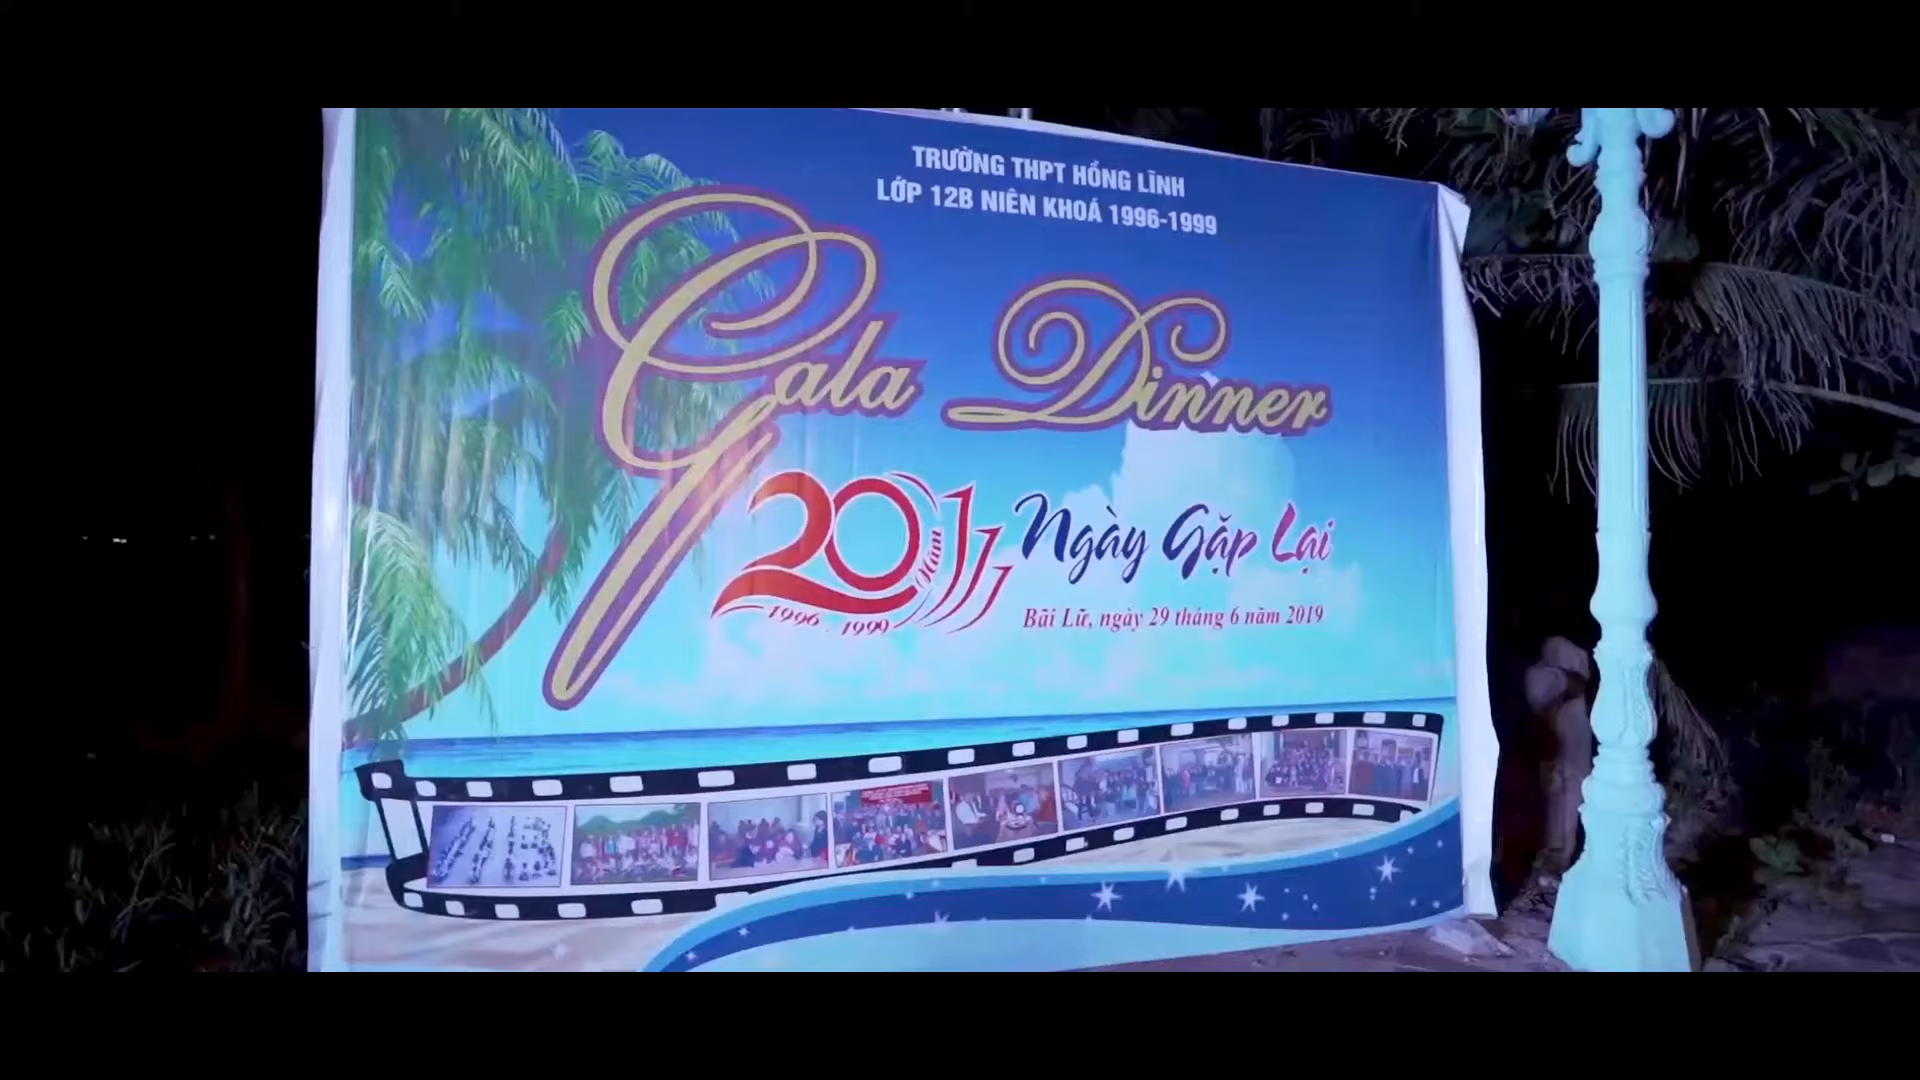 TRƯỜNG THPT HỒNG LĨNH
LỚP 12B NIÊN KHOÁ 1996-1999
Gala Dinner
20 Năm
1996 - 1999
Ngày Gặp Lại
Bãi Lữ, ngày 29 tháng 6 năm 2019